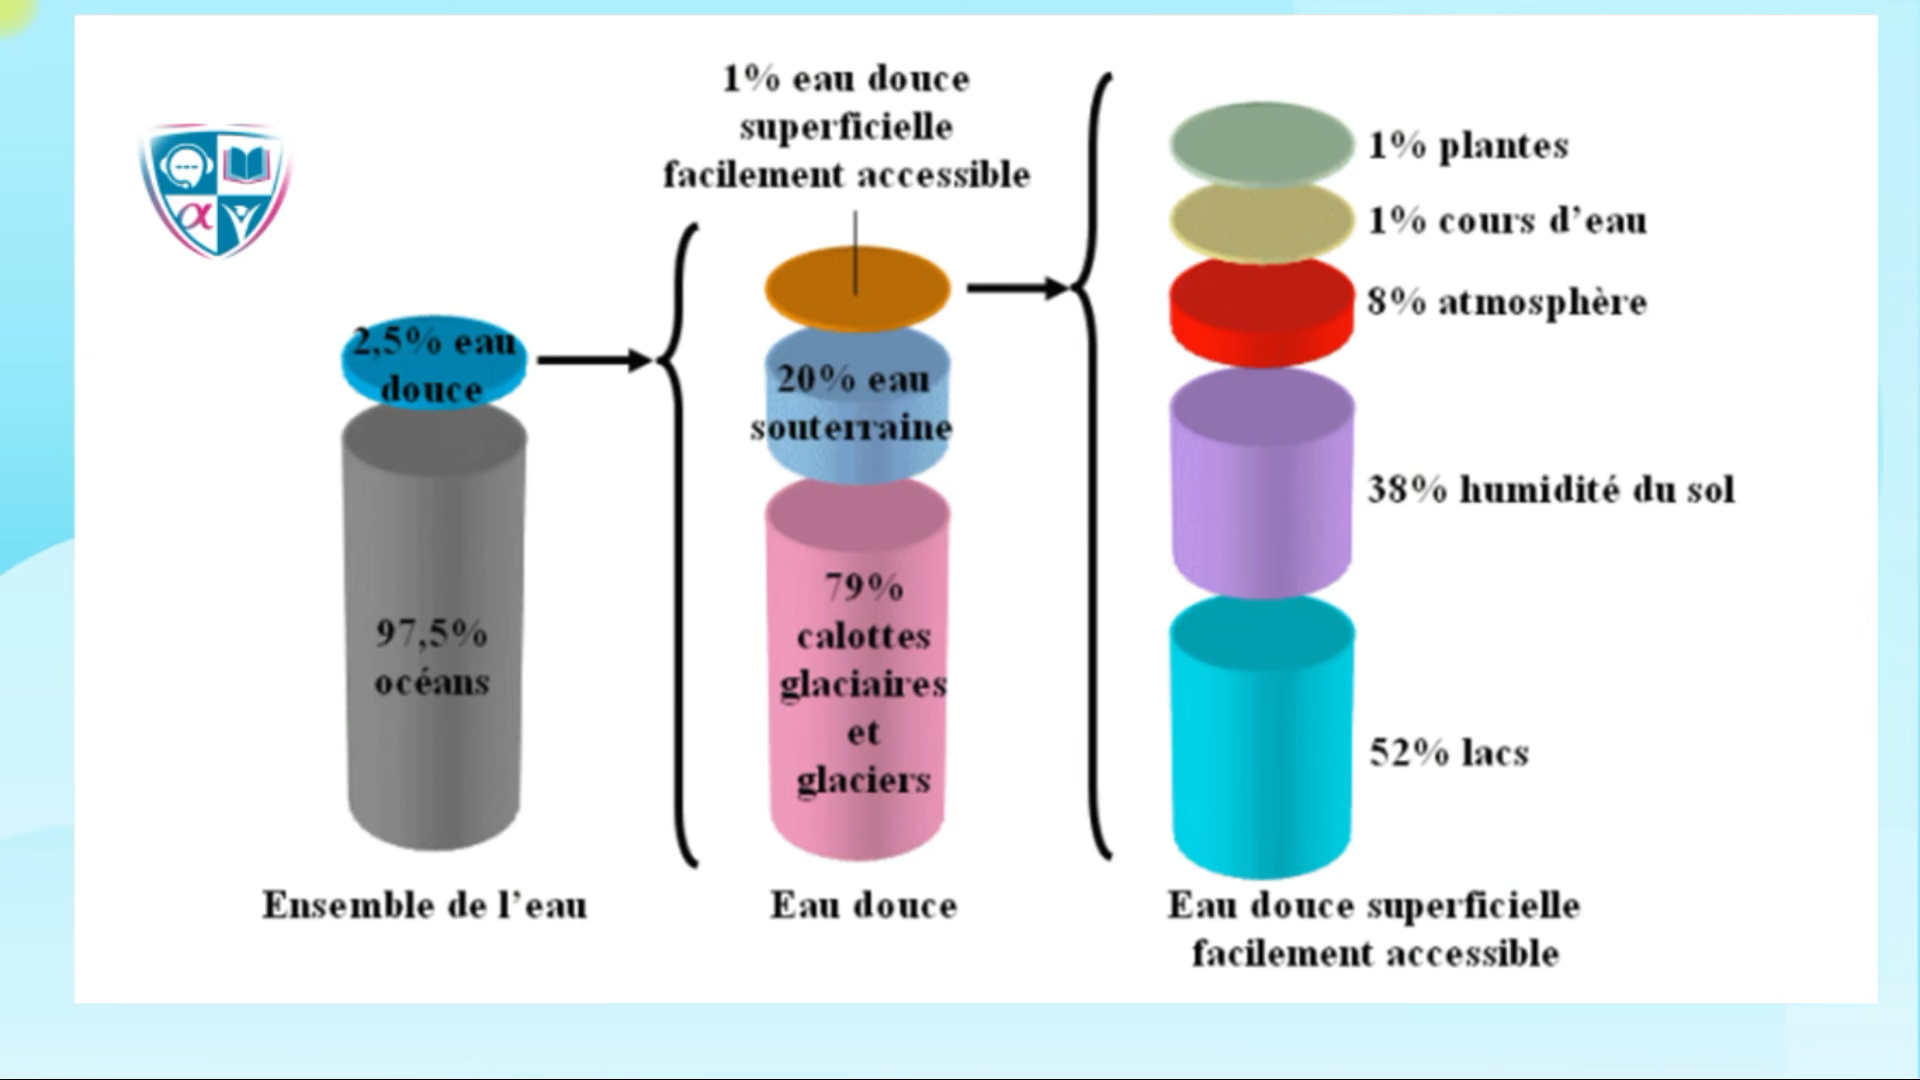 1% eau douce
superficielle
facilement accessible
2,5% eau
douce
97,5%
océans
Ensemble de l’eau
20% eau
souterraine
79%
calottes
glaciaires
et
glaciers
Eau douce
1% plantes
1% cours d’eau
8% atmosphère
38% humidité du sol
52% lacs
Eau douce superficielle
facilement accessible
α